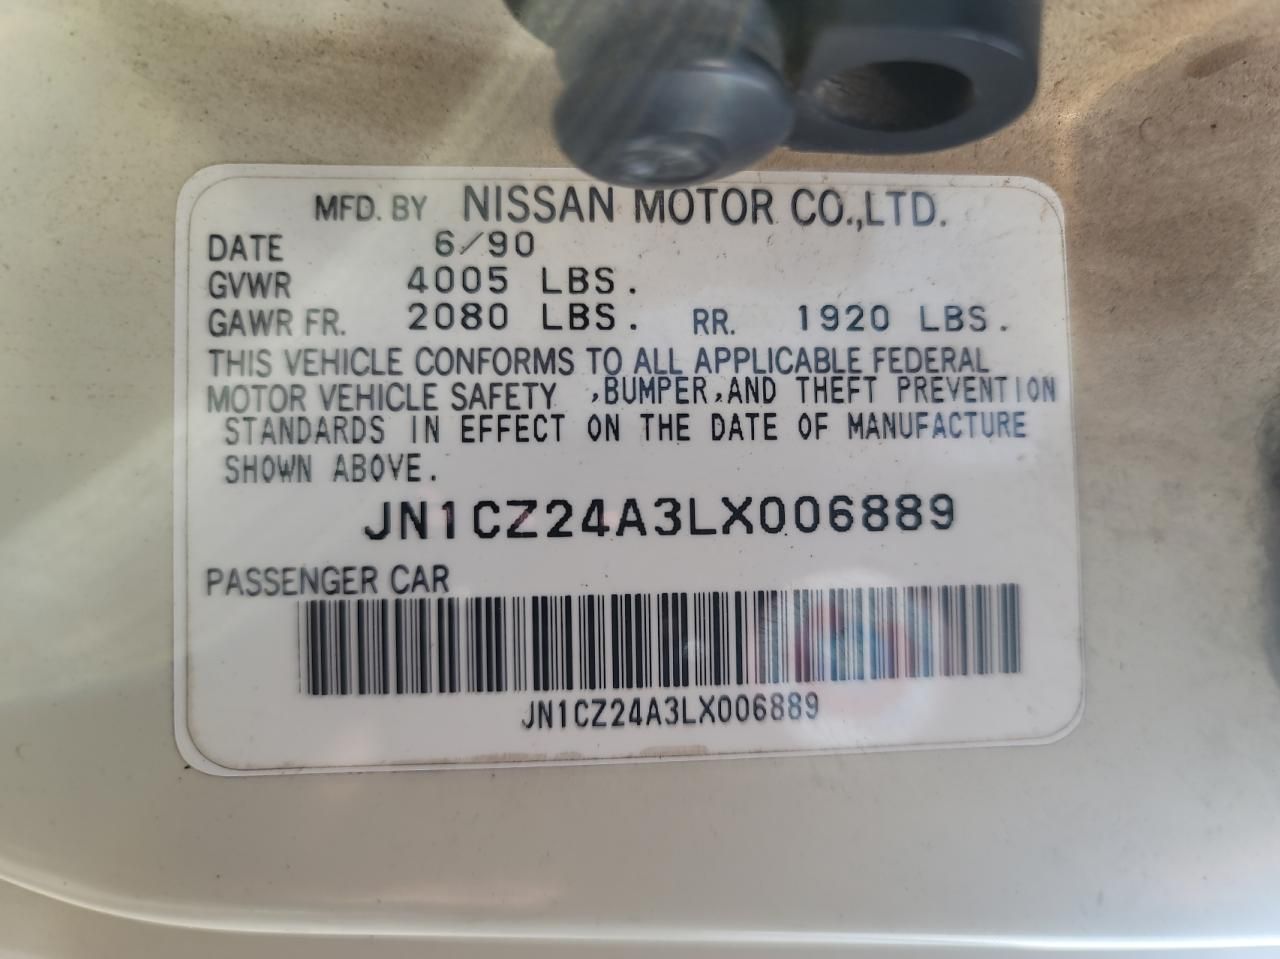 MFD. BY NISSAN MOTOR CO.,LTD.
DATE 6/90
GVWR 4005 LBS.
GAWR FR. 2080 LBS. RR. 1920 LBS.
THIS VEHICLE CONFORMS TO ALL APPLICABLE FEDERAL
MOTOR VEHICLE SAFETY ,BUMPER,AND THEFT PREVENTION
STANDARDS IN EFFECT ON THE DATE OF MANUFACTURE
SHOWN ABOVE.
JN1CZ24A3LX006889
PASSENGER CAR
JN1CZ24A3LX006889